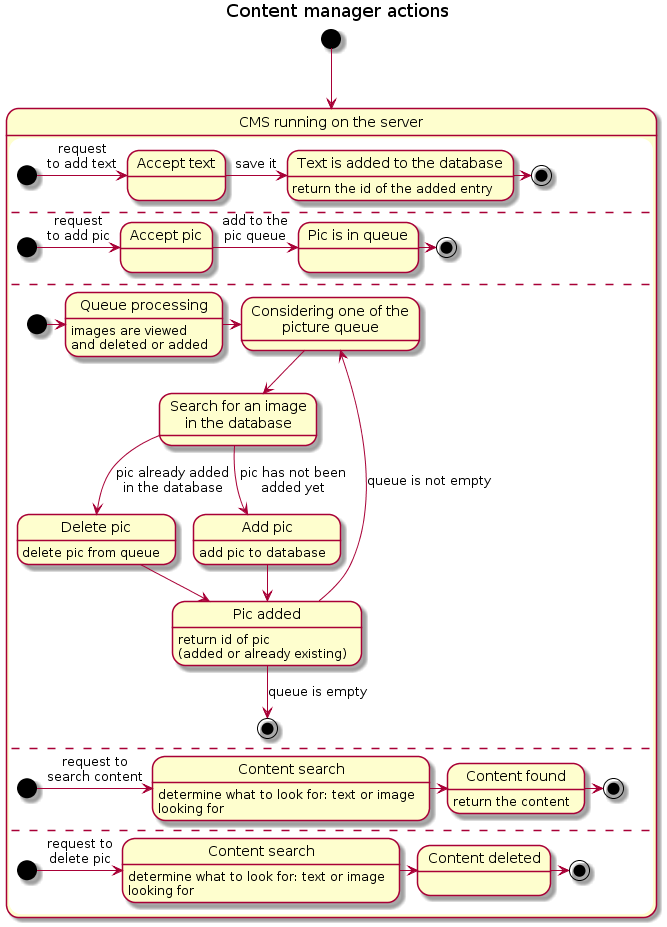 Content manager actions
CMS running on the server
request
to add text
Accept text
save it
Text is added to the database
return the id of the added entry
request
to add pic
Accept pic
add to the
pic queue
Pic is in queue
Queue processing
images are viewed
and deleted or added
Considering one of the
picture queue
Search for an image
in the database
pic already added
in the database
pic has not been
added yet
queue is not empty
Delete pic
delete pic from queue
Add pic
add pic to database
Pic added
return id of pic
(added or already existing)
queue is empty
request to
search content
Content search
determine what to look for: text or image
looking for
Content found
return the content
request to
delete pic
Content search
determine what to look for: text or image
looking for
Content deleted